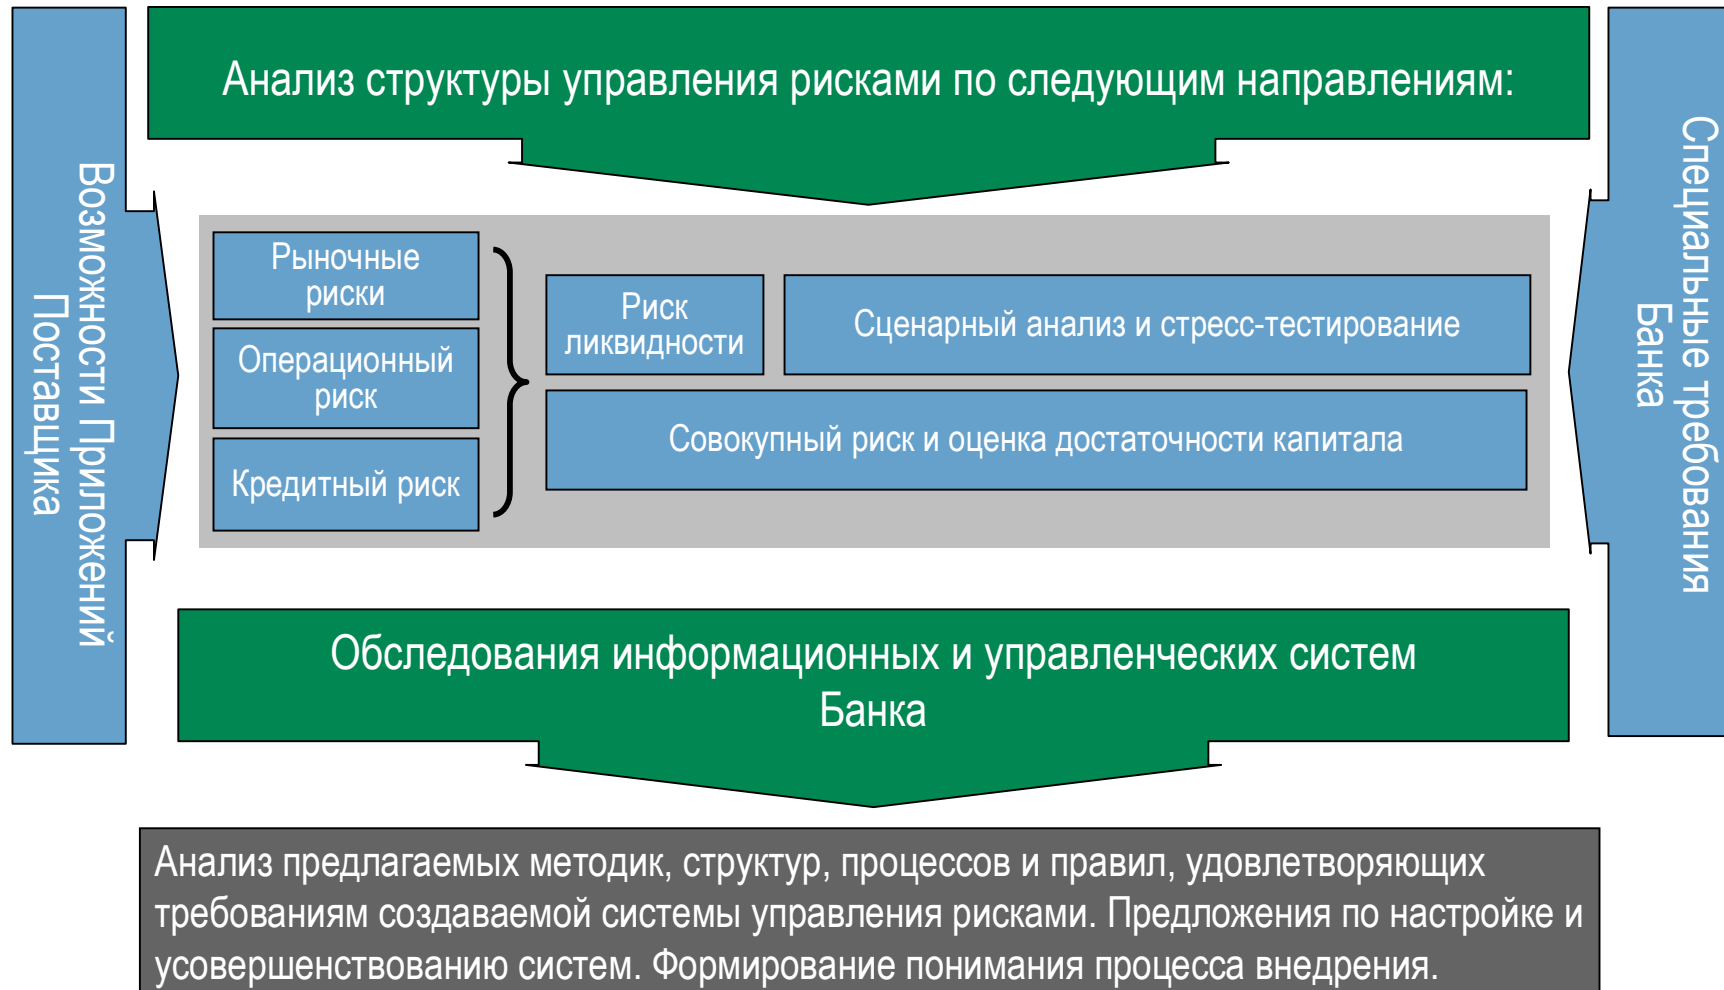 Анализ структуры управления рисками по следующим направлениям:
Возможности Приложений
Поставщика
Рыночные
риски
Операционный
риск
Кредитный риск
Риск
ликвидности
Сценарный анализ и стресс-тестирование
Совокупный риск и оценка достаточности капитала
Специальные требования
Банка
Обследования информационных и управленческих систем
Банка
Анализ предлагаемых методик, структур, процессов и правил, удовлетворяющих
требованиям создаваемой системы управления рисками. Предложения по настройке и
усовершенствованию систем. Формирование понимания процесса внедрения.